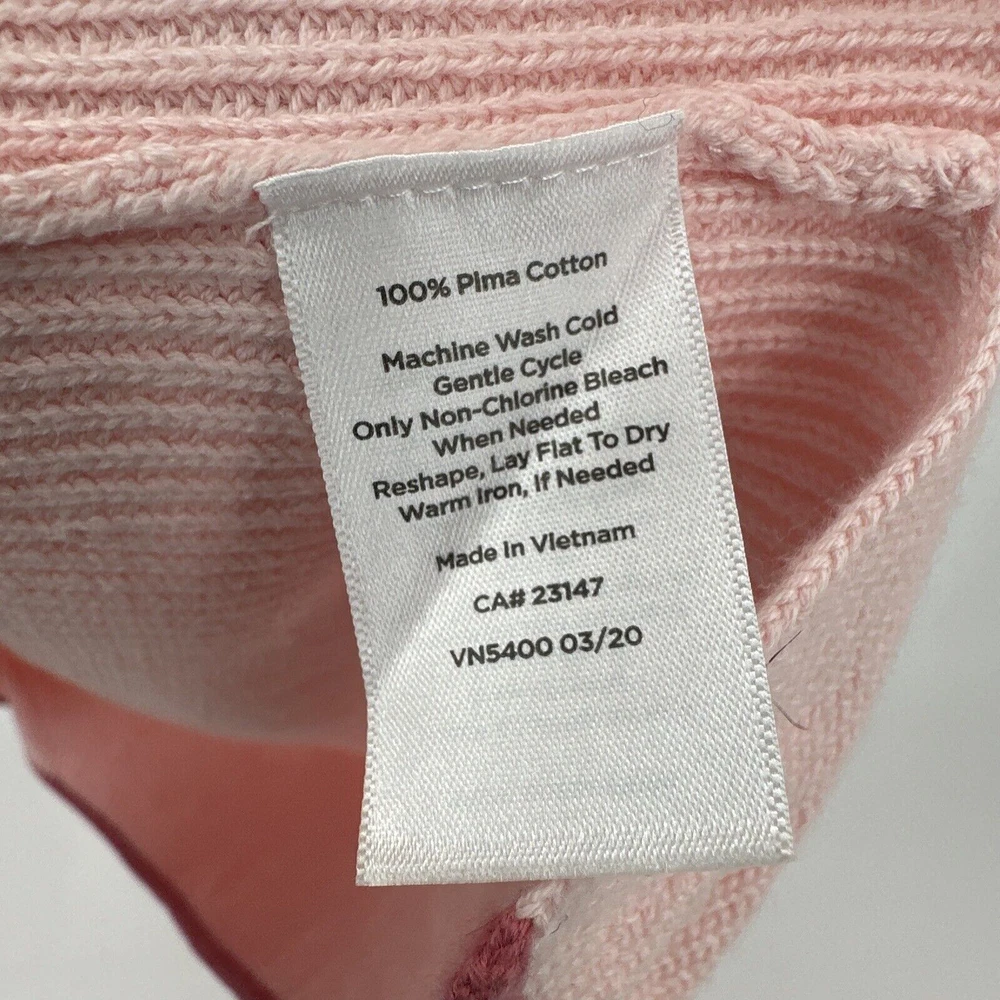 100% Pima Cotton
Machine Wash Cold
Gentle Cycle
Only Non-Chlorine Bleach
When Needed
Reshape, Lay Flat To Dry
Warm Iron, If Needed
Made In Vietnam
CA# 23147
VN5400 03/20